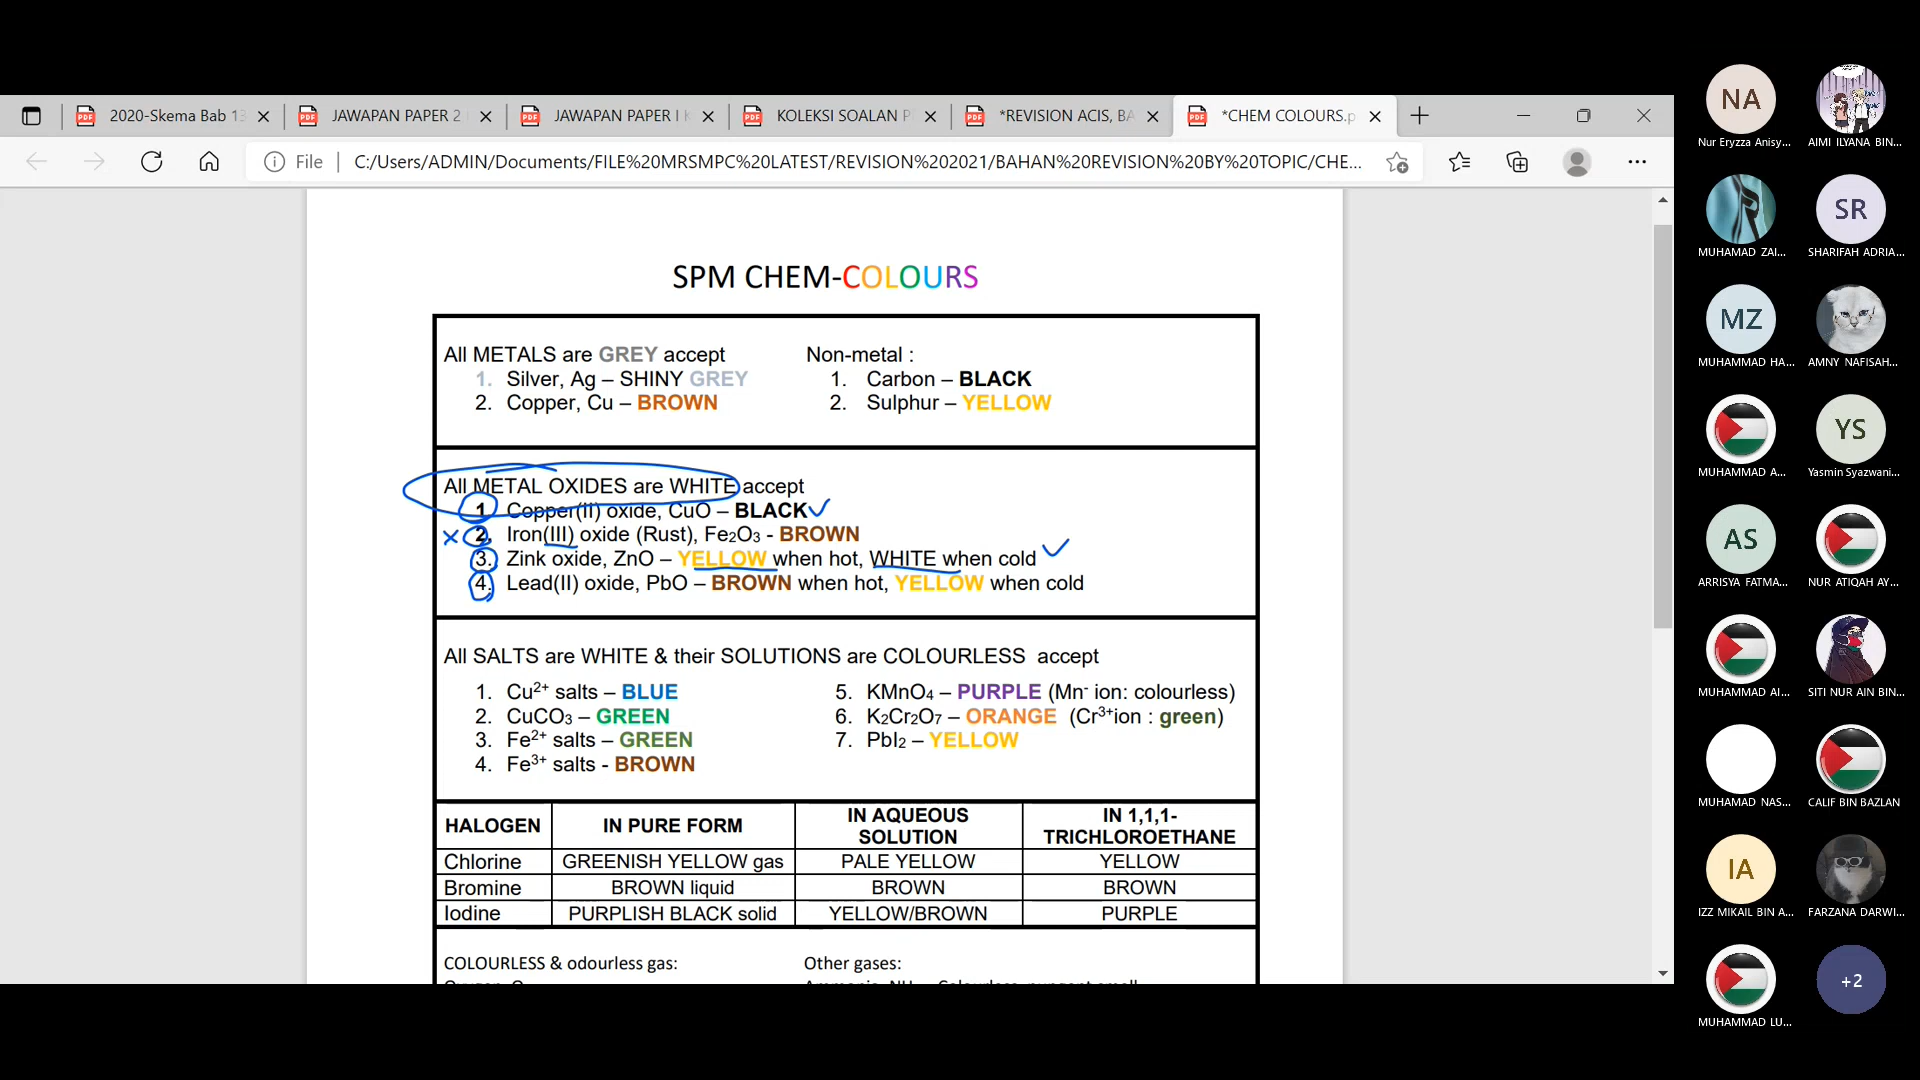 2020-Skema Bab 13
JAWAPAN PAPER 2
JAWAPAN PAPER I K
KOLEKSI SOALAN P
*REVISION ACIS, BA
*CHEM COLOURS.p
File
C:/Users/ADMIN/Documents/FILE%20MRSMPC%20LATEST/REVISION%202021/BAHAN%20REVISION%20BY%20TOPIC/CHE...
SPM CHEM-COLOURS
All METALS are GREY accept
1. Silver, Ag – SHINY GREY
2. Copper, Cu – BROWN
Non-metal :
1. Carbon – BLACK
2. Sulphur – YELLOW
All METAL OXIDES are WHITE accept
1. Copper(II) oxide, CuO – BLACK
2. Iron(III) oxide (Rust), Fe2O3 - BROWN
3. Zink oxide, ZnO – YELLOW when hot, WHITE when cold
4. Lead(II) oxide, PbO – BROWN when hot, YELLOW when cold
All SALTS are WHITE & their SOLUTIONS are COLOURLESS accept
1. Cu2+ salts – BLUE
2. CuCO3 – GREEN
3. Fe2+ salts – GREEN
4. Fe3+ salts - BROWN
5. KMnO4 – PURPLE (Mn- ion: colourless)
6. K2Cr2O7 – ORANGE (Cr3+ion : green)
7. PbI2 – YELLOW
HALOGEN IN PURE FORM IN AQUEOUS SOLUTION IN 1,1,1-TRICHLOROETHANE
Chlorine GREENISH YELLOW gas PALE YELLOW YELLOW
Bromine BROWN liquid BROWN BROWN
Iodine PURPLISH BLACK solid YELLOW/BROWN PURPLE
COLOURLESS & odourless gas:
Other gases:
NA
Nur Eryzza Anisy...
AIMI ILYANA BIN...
MUHAMAD ZAI...
SR
SHARIFAH ADRIA...
MZ
MUHAMMAD HA...
AMNY NAFISAH...
MUHAMMAD A...
YS
Yasmin Syazwani...
AS
ARRISYA FATMA...
NUR ATIQAH AY...
MUHAMMAD AI...
SITI NUR AIN BIN...
MUHAMAD NAS...
CALIF BIN BAZLAN
IA
IZZ MIKAIL BIN A...
FARZANA DARWI...
MUHAMMAD LU...
+2